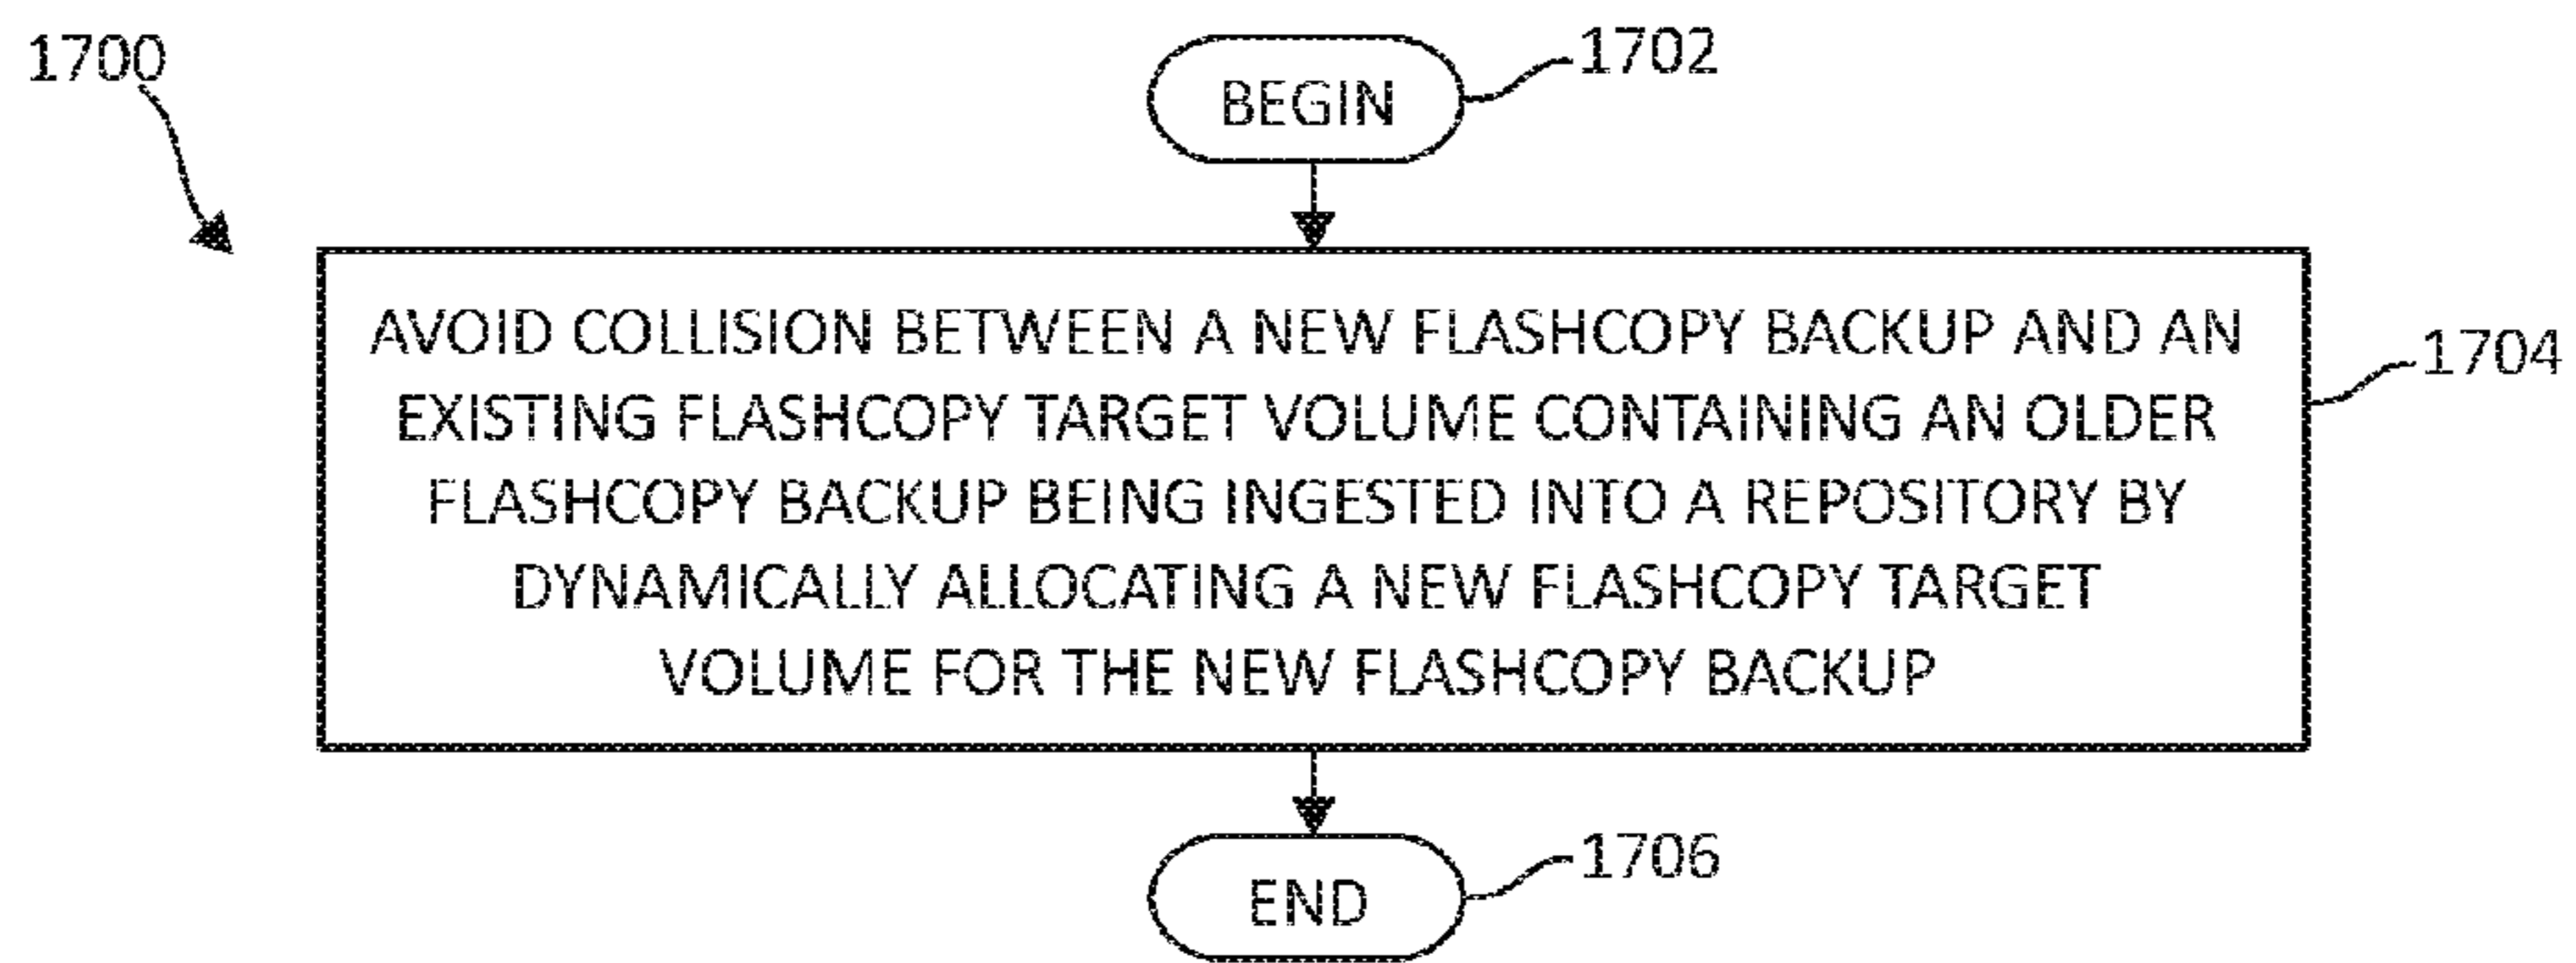 1700
BEGIN
1702
AVOID COLLISION BETWEEN A NEW FLASHCOPY BACKUP AND AN
EXISTING FLASHCOPY TARGET VOLUME CONTAINING AN OLDER
FLASHCOPY BACKUP BEING INGESTED INTO A REPOSITORY BY
DYNAMICALLY ALLOCATING A NEW FLASHCOPY TARGET
VOLUME FOR THE NEW FLASHCOPY BACKUP
1704
END
1706